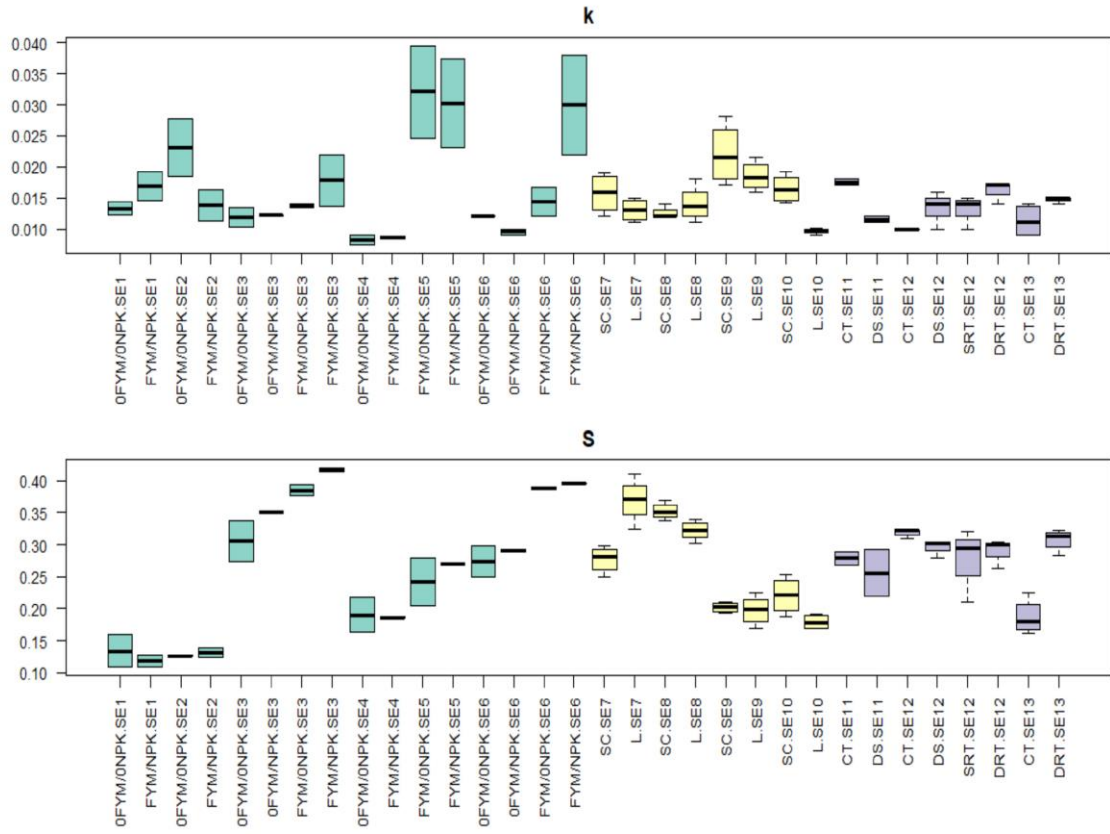 k
0.040
0.035
0.030
0.025
0.020
0.015
0.010
0FYM/0NPK.SE1
FYM/NPK.SE1
0FYM/0NPK.SE2
FYM/NPK.SE2
0FYM/0NPK.SE3
0FYM/NPK.SE3
FYM/0NPK.SE3
FYM/NPK.SE3
0FYM/0NPK.SE4
FYM/NPK.SE4
0FYM/0NPK.SE5
FYM/NPK.SE5
0FYM/0NPK.SE6
0FYM/NPK.SE6
FYM/0NPK.SE6
FYM/NPK.SE6
SC.SE7
L.SE7
SC.SE8
L.SE8
SC.SE9
L.SE9
SC.SE10
L.SE10
CT.SE11
DS.SE11
CT.SE12
DS.SE12
SRT.SE12
DRT.SE12
CT.SE13
DRT.SE13
S
0.40
0.35
0.30
0.25
0.20
0.15
0.10
0FYM/0NPK.SE1
FYM/NPK.SE1
0FYM/0NPK.SE2
FYM/NPK.SE2
0FYM/0NPK.SE3
0FYM/NPK.SE3
FYM/0NPK.SE3
FYM/NPK.SE3
0FYM/0NPK.SE4
FYM/NPK.SE4
0FYM/0NPK.SE5
FYM/NPK.SE5
0FYM/0NPK.SE6
0FYM/NPK.SE6
FYM/0NPK.SE6
FYM/NPK.SE6
SC.SE7
L.SE7
SC.SE8
L.SE8
SC.SE9
L.SE9
SC.SE10
L.SE10
CT.SE11
DS.SE11
CT.SE12
DS.SE12
SRT.SE12
DRT.SE12
CT.SE13
DRT.SE13